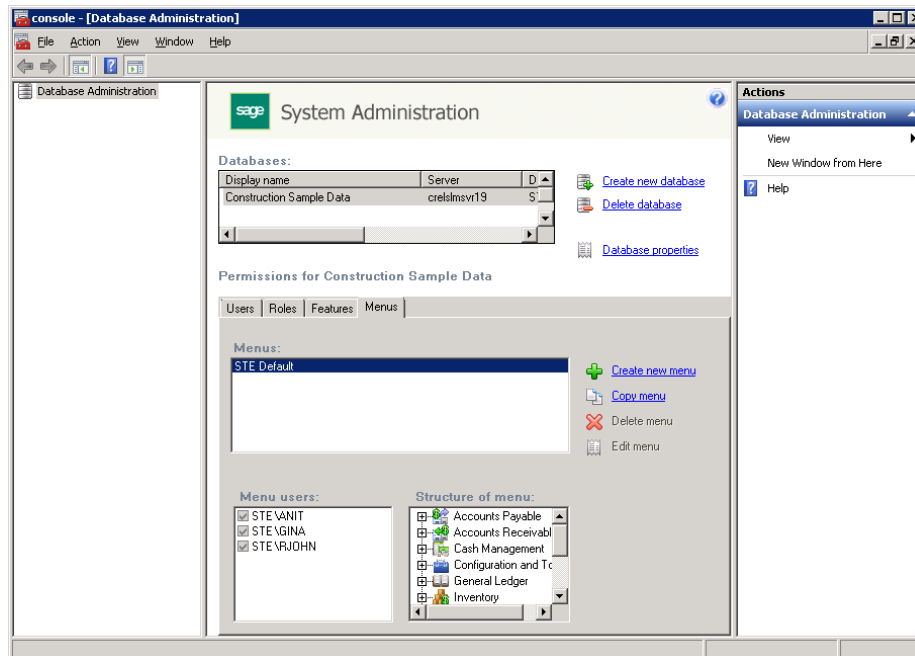 console - [Database Administration]
File Action View Window Help
Database Administration
sage System Administration
Databases:
Display name Server D
Construction Sample Data crelslmsvr19
Create new database
Delete database
Database properties
Permissions for Construction Sample Data
Users Roles Features Menus
Menus:
STE Default
Create new menu
Copy menu
Delete menu
Edit menu
Menu users:
STE\ANIT
STE\GINA
STE\RJOHN
Structure of menu:
Accounts Payable
Accounts Receivabl
Cash Management
Configuration and To
General Ledger
Inventory
Actions
Database Administration
View
New Window from Here
Help